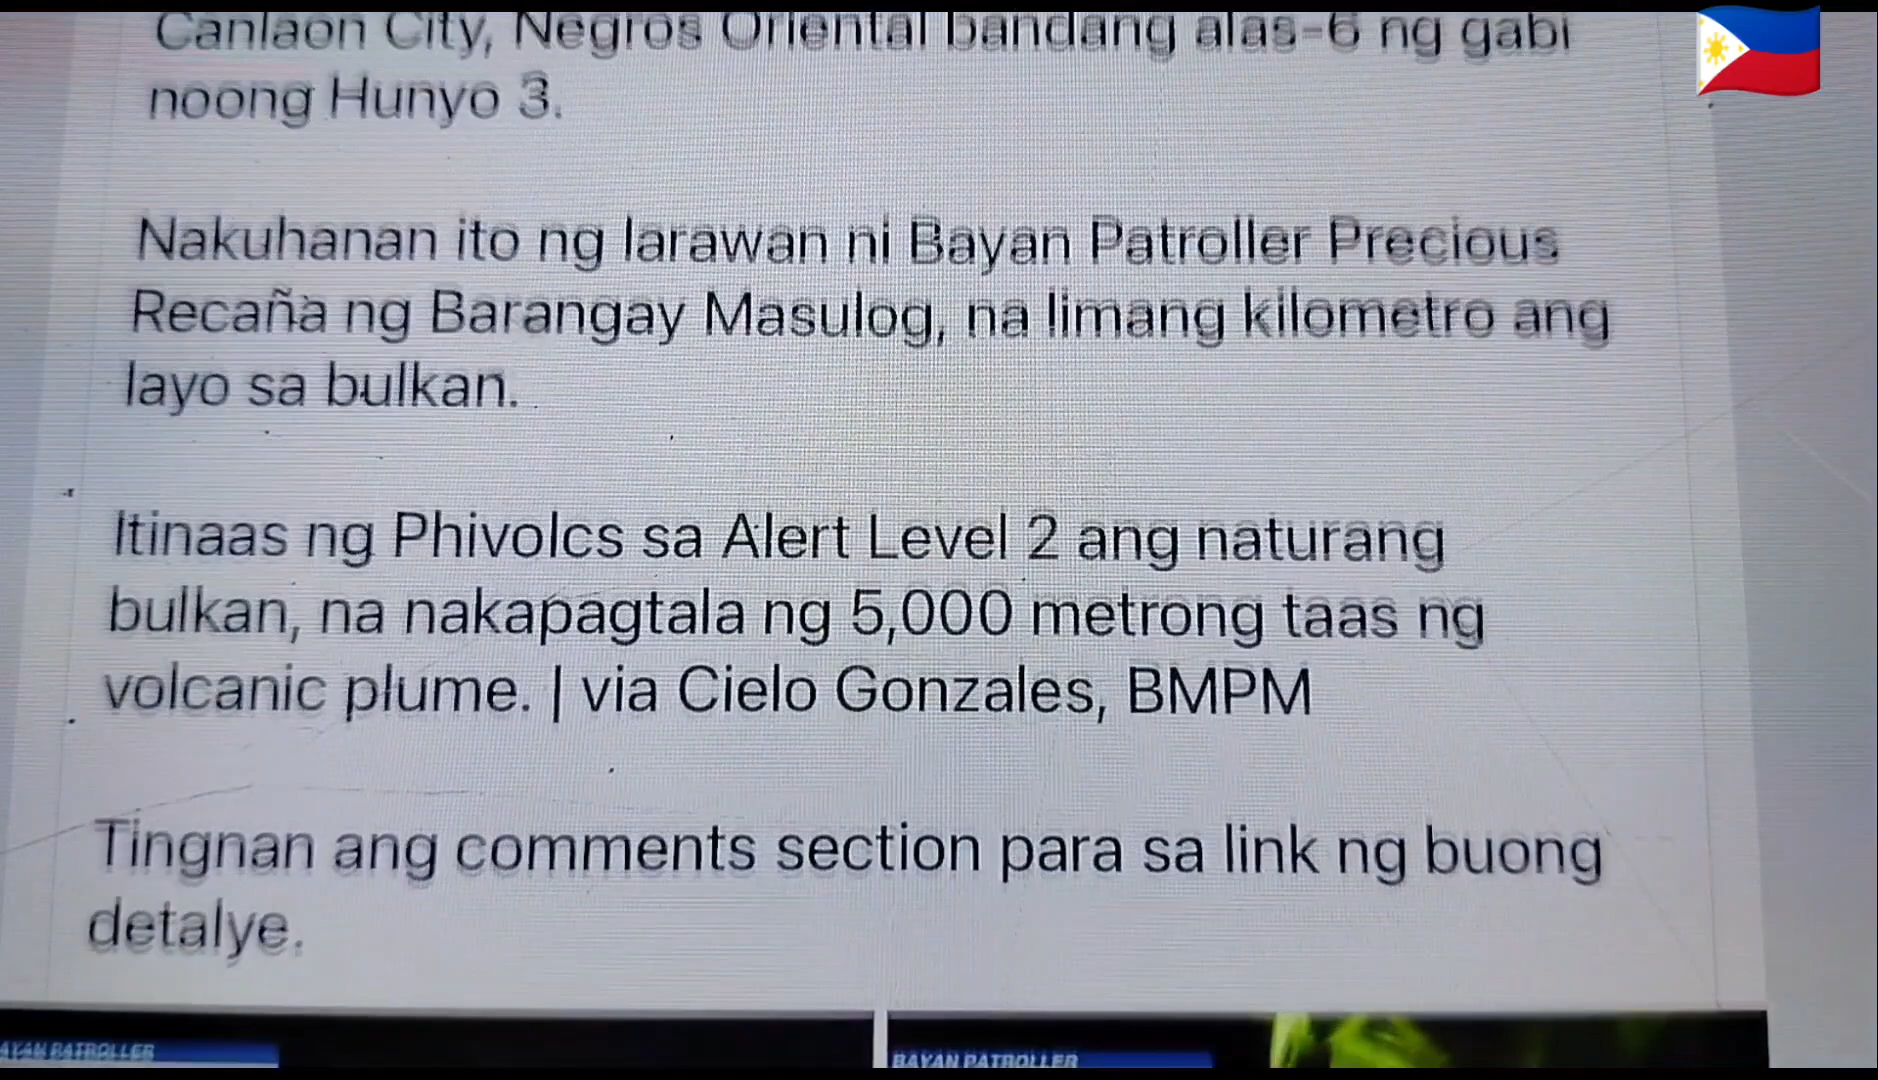 Canlaon City, Negros Oriental bandang alas-6 ng gabi
noong Hunyo 3.
Nakuhanan ito ng larawan ni Bayan Patroller Precious
Recaña ng Barangay Masulog, na limang kilometro ang
layo sa bulkan.
Itinaas ng Phivolcs sa Alert Level 2 ang naturang
bulkan, na nakapagtala ng 5,000 metrong taas ng
volcanic plume. | via Cielo Gonzales, BMPM
Tingnan ang comments section para sa link ng buong
detalye.
AYAN PATROLLER
BAYAN PATROLLER